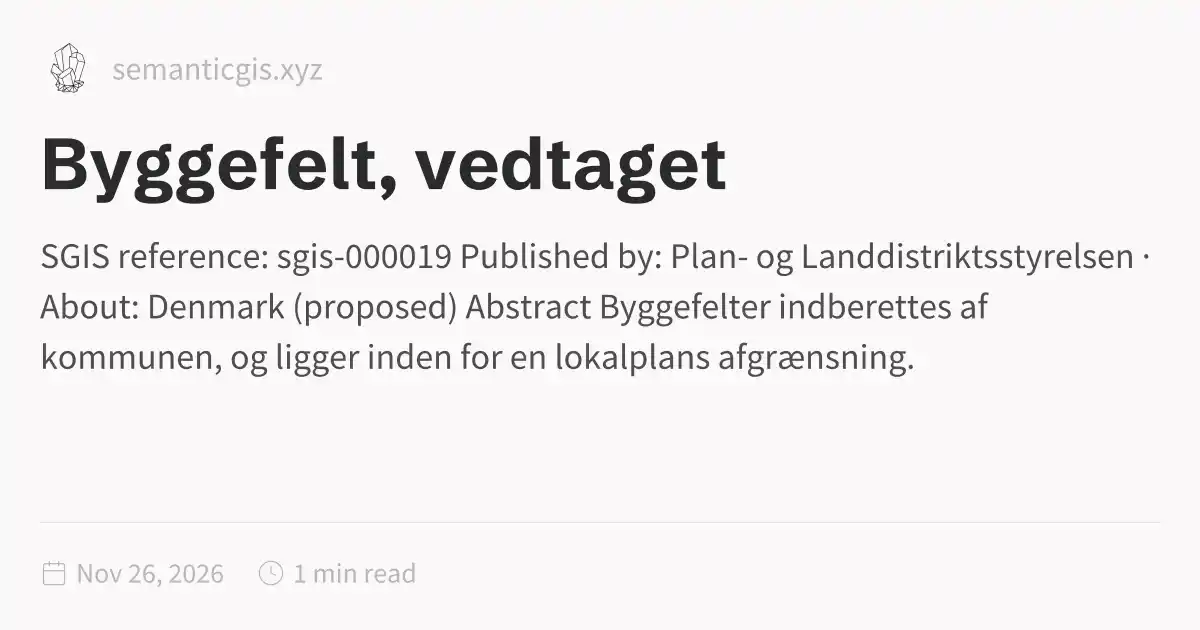 semanticgis.xyz
Byggefelt, vedtaget
SGIS reference: sgis-000019 Published by: Plan- og Landdistriktsstyrelsen ·
About: Denmark (proposed) Abstract Byggefelter indberettes af
kommunen, og ligger inden for en lokalplans afgrænsning.
Nov 26, 2026 1 min read